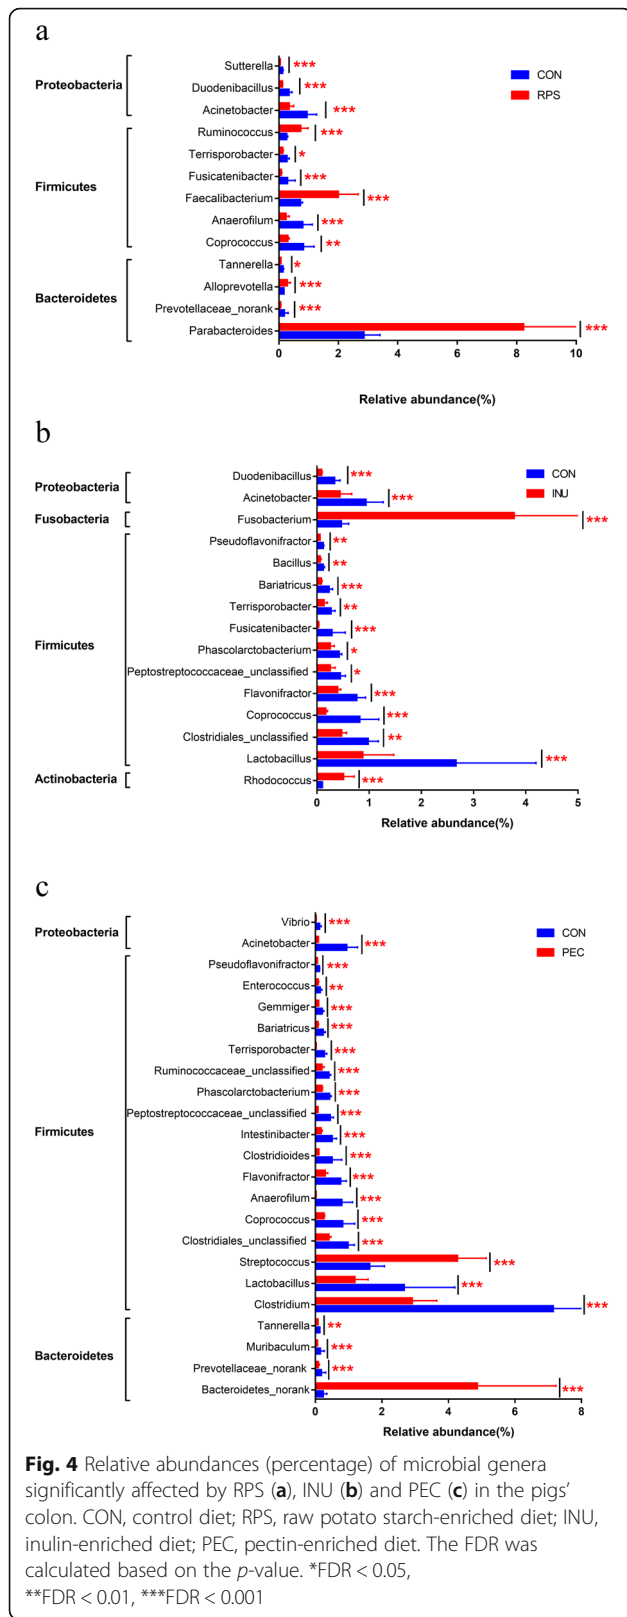 a
Proteobacteria
Sutterella ***
Duodenibacillus ***
Acinetobacter ***
Firmicutes
Ruminococcus ***
Terrisporobacter *
Fusicatenibacter ***
Faecalibacterium ***
Anaerofilum ***
Coprococcus **
Bacteroidetes
Tannerella *
Alloprevotella ***
Prevotellaceae_norank ***
Parabacteroides ***
CON
RPS
0 2 4 6 8 10
Relative abundance(%)
b
Proteobacteria
Duodenibacillus ***
Acinetobacter ***
Fusobacteria
Fusobacterium ***
Firmicutes
Pseudoflavonifractor **
Bacillus **
Bariatricus ***
Terrisporobacter **
Fusicatenibacter ***
Phascolarctobacterium *
Peptostreptococcaceae_unclassified *
Flavonifractor ***
Coprococcus ***
Clostridiales_unclassified **
Lactobacillus ***
Actinobacteria
Rhodococcus ***
CON
INU
0 1 2 3 4 5
Relative abundance(%)
c
Proteobacteria
Vibrio ***
Acinetobacter ***
Firmicutes
Pseudoflavonifractor ***
Enterococcus **
Gemmiger ***
Bariatricus ***
Terrisporobacter ***
Ruminococcaceae_unclassified ***
Phascolarctobacterium ***
Peptostreptococcaceae_unclassified ***
Intestinibacter ***
Clostridioides ***
Flavonifractor ***
Anaerofilum ***
Coprococcus ***
Clostridiales_unclassified ***
Streptococcus ***
Lactobacillus ***
Clostridium ***
Bacteroidetes
Tannerella **
Muribaculum ***
Prevotellaceae_norank ***
Bacteroidetes_norank ***
CON
PEC
0 2 4 6 8
Relative abundance(%)
Fig. 4 Relative abundances (percentage) of microbial genera
significantly affected by RPS (a), INU (b) and PEC (c) in the pigs’
colon. CON, control diet; RPS, raw potato starch-enriched diet; INU,
inulin-enriched diet; PEC, pectin-enriched diet. The FDR was
calculated based on the p-value. *FDR < 0.05,
**FDR < 0.01, ***FDR < 0.001